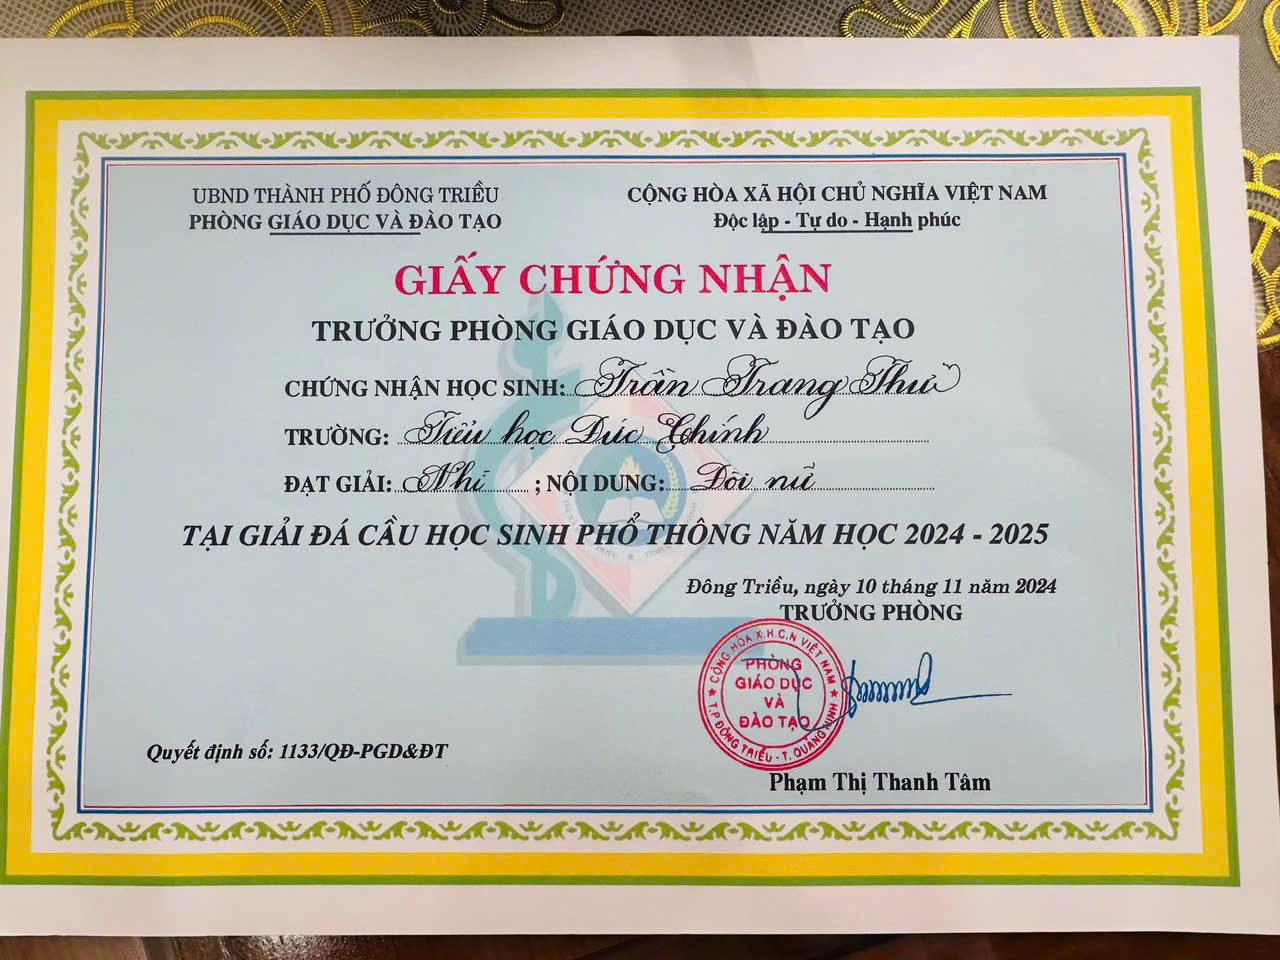 UBND THÀNH PHỐ ĐÔNG TRIỀU
PHÒNG GIÁO DỤC VÀ ĐÀO TẠO
CỘNG HÒA XÃ HỘI CHỦ NGHĨA VIỆT NAM
Độc lập - Tự do - Hạnh phúc
GIẤY CHỨNG NHẬN
TRƯỞNG PHÒNG GIÁO DỤC VÀ ĐÀO TẠO
CHỨNG NHẬN HỌC SINH: Trần Trang Thư
TRƯỜNG: Tiểu học Đức Chính
ĐẠT GIẢI: Nhì ; NỘI DUNG: Đôi nữ
TẠI GIẢI ĐÁ CẦU HỌC SINH PHỔ THÔNG NĂM HỌC 2024 - 2025
Đông Triều, ngày 10 tháng 11 năm 2024
TRƯỞNG PHÒNG
CỘNG HÒA X.H.C.N VIỆT NAM
PHÒNG
GIÁO DỤC
VÀ
ĐÀO TẠO
T.P ĐÔNG TRIỀU - T. QUẢNG NINH
Quyết định số: 1133/QĐ-PGD&ĐT
Phạm Thị Thanh Tâm